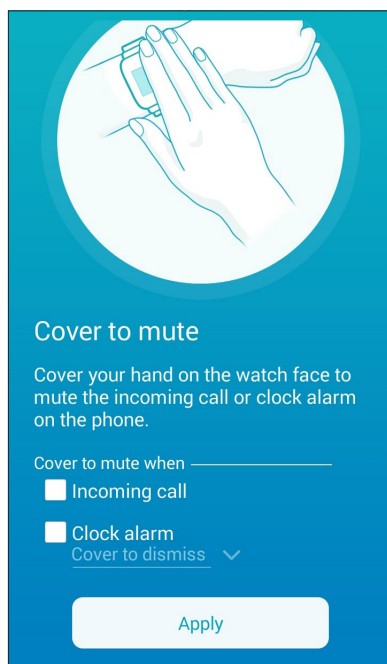 Cover to mute
Cover your hand on the watch face to
mute the incoming call or clock alarm
on the phone.
Cover to mute when
Incoming call
Clock alarm
Cover to dismiss
Apply